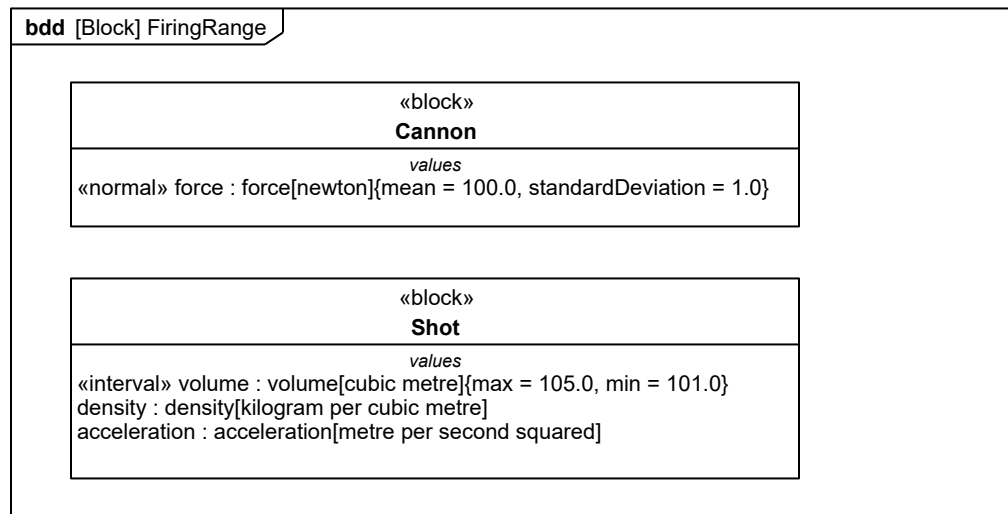 bdd [Block] FiringRange
«block»
Cannon
values
«normal» force : force[newton]{mean = 100.0, standardDeviation = 1.0}
«block»
Shot
values
«interval» volume : volume[cubic metre]{max = 105.0, min = 101.0}
density : density[kilogram per cubic metre]
acceleration : acceleration[metre per second squared]